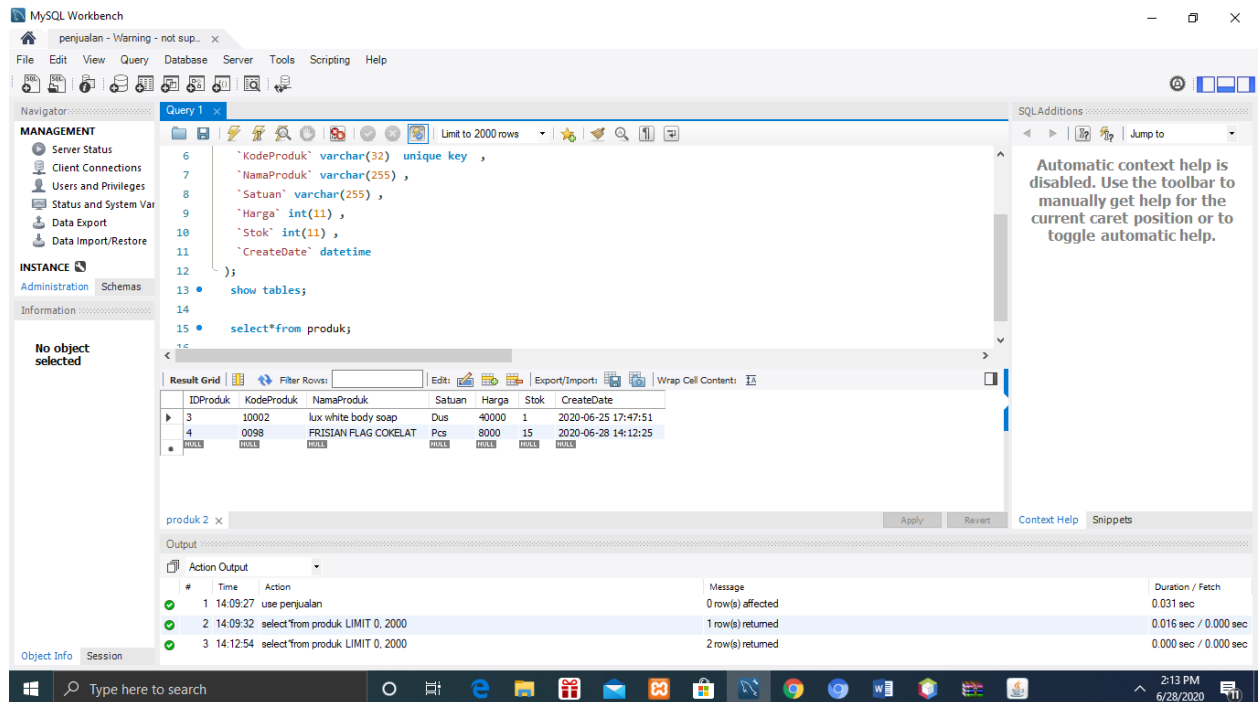 MySQL Workbench
penjualan - Warning - not sup...
File Edit View Query Database Server Tools Scripting Help
Navigator
MANAGEMENT
Server Status
Client Connections
Users and Privileges
Status and System Var
Data Export
Data Import/Restore
INSTANCE
Administration Schemas
Information
No object
selected
Object Info Session
Query 1
Limit to 2000 rows
6 `KodeProduk` varchar(32) unique key ,
7 `NamaProduk` varchar(255) ,
8 `Satuan` varchar(255) ,
9 `Harga` int(11) ,
10 `Stok` int(11) ,
11 `CreateDate` datetime
12 );
13 show tables;
14
15 select*from produk;
16
Result Grid Filter Rows: Edit: Export/Import: Wrap Cell Content:
IDProduk KodeProduk NamaProduk Satuan Harga Stok CreateDate
3 10002 lux white body soap Dus 40000 1 2020-06-25 17:47:51
4 0098 FRISIAN FLAG COKELAT Pcs 8000 15 2020-06-28 14:12:25
NULL NULL NULL NULL NULL NULL NULL
produk 2 Apply Revert
SQLAdditions
Jump to
Automatic context help is
disabled. Use the toolbar to
manually get help for the
current caret position or to
toggle automatic help.
Context Help Snippets
Output
Action Output
# Time Action Message Duration / Fetch
1 14:09:27 use penjualan 0 row(s) affected 0.031 sec
2 14:09:32 select*from produk LIMIT 0, 2000 1 row(s) returned 0.016 sec / 0.000 sec
3 14:12:54 select*from produk LIMIT 0, 2000 2 row(s) returned 0.000 sec / 0.000 sec
Type here to search
2:13 PM
6/28/2020